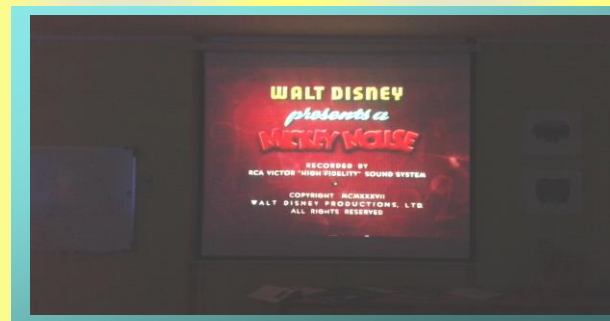 WALT DISNEY
presents a
MICKEY MOUSE
RECORDED BY
RCA VICTOR "HIGH FIDELITY" SOUND SYSTEM
COPYRIGHT MCMXXXVII
WALT DISNEY PRODUCTIONS, LTD.
ALL RIGHTS RESERVED